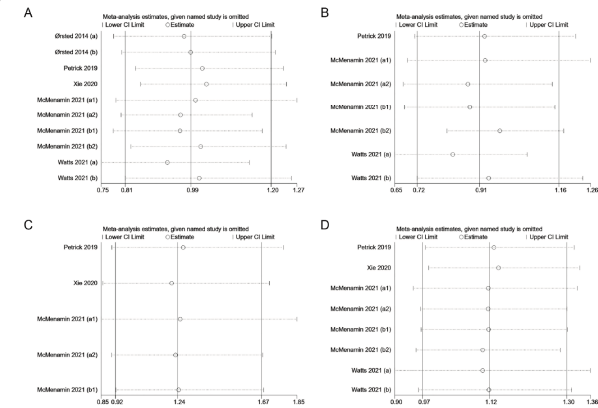 A
Meta-analysis estimates, given named study is omitted
Lower CI Limit Estimate Upper CI Limit
Ørsted 2014 (a)
Ørsted 2014 (b)
Petrick 2019
Xie 2020
McMenamin 2021 (a1)
McMenamin 2021 (a2)
McMenamin 2021 (b1)
McMenamin 2021 (b2)
Watts 2021 (a)
Watts 2021 (b)
0.75 0.81 0.99 1.20 1.27
B
Meta-analysis estimates, given named study is omitted
Lower CI Limit Estimate Upper CI Limit
Petrick 2019
McMenamin 2021 (a1)
McMenamin 2021 (a2)
McMenamin 2021 (b1)
McMenamin 2021 (b2)
Watts 2021 (a)
Watts 2021 (b)
0.65 0.72 0.91 1.16 1.26
C
Meta-analysis estimates, given named study is omitted
Lower CI Limit Estimate Upper CI Limit
Petrick 2019
Xie 2020
McMenamin 2021 (a1)
McMenamin 2021 (a2)
McMenamin 2021 (b1)
0.85 0.92 1.24 1.67 1.85
D
Meta-analysis estimates, given named study is omitted
Lower CI Limit Estimate Upper CI Limit
Petrick 2019
Xie 2020
McMenamin 2021 (a1)
McMenamin 2021 (a2)
McMenamin 2021 (b1)
McMenamin 2021 (b2)
Watts 2021 (a)
Watts 2021 (b)
0.90 0.97 1.12 1.30 1.36